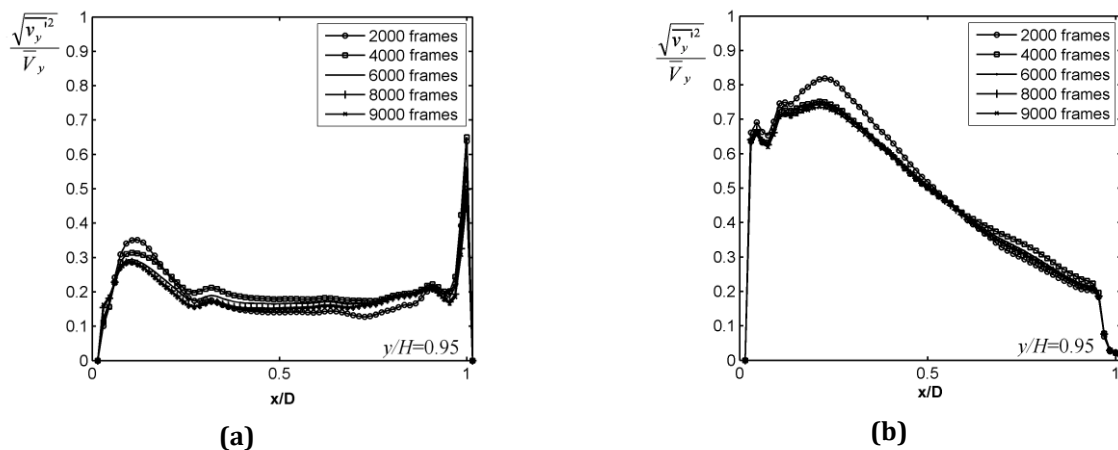 √v_y'² / V̄_y
1
0.9
0.8
0.7
0.6
0.5
0.4
0.3
0.2
0.1
0
2000 frames
4000 frames
6000 frames
8000 frames
9000 frames
y/H=0.95
0 0.5 1
x/D
(a)
√v_y'² / V̄_y
1
0.9
0.8
0.7
0.6
0.5
0.4
0.3
0.2
0.1
0
2000 frames
4000 frames
6000 frames
8000 frames
9000 frames
y/H=0.95
0 0.5 1
x/D
(b)